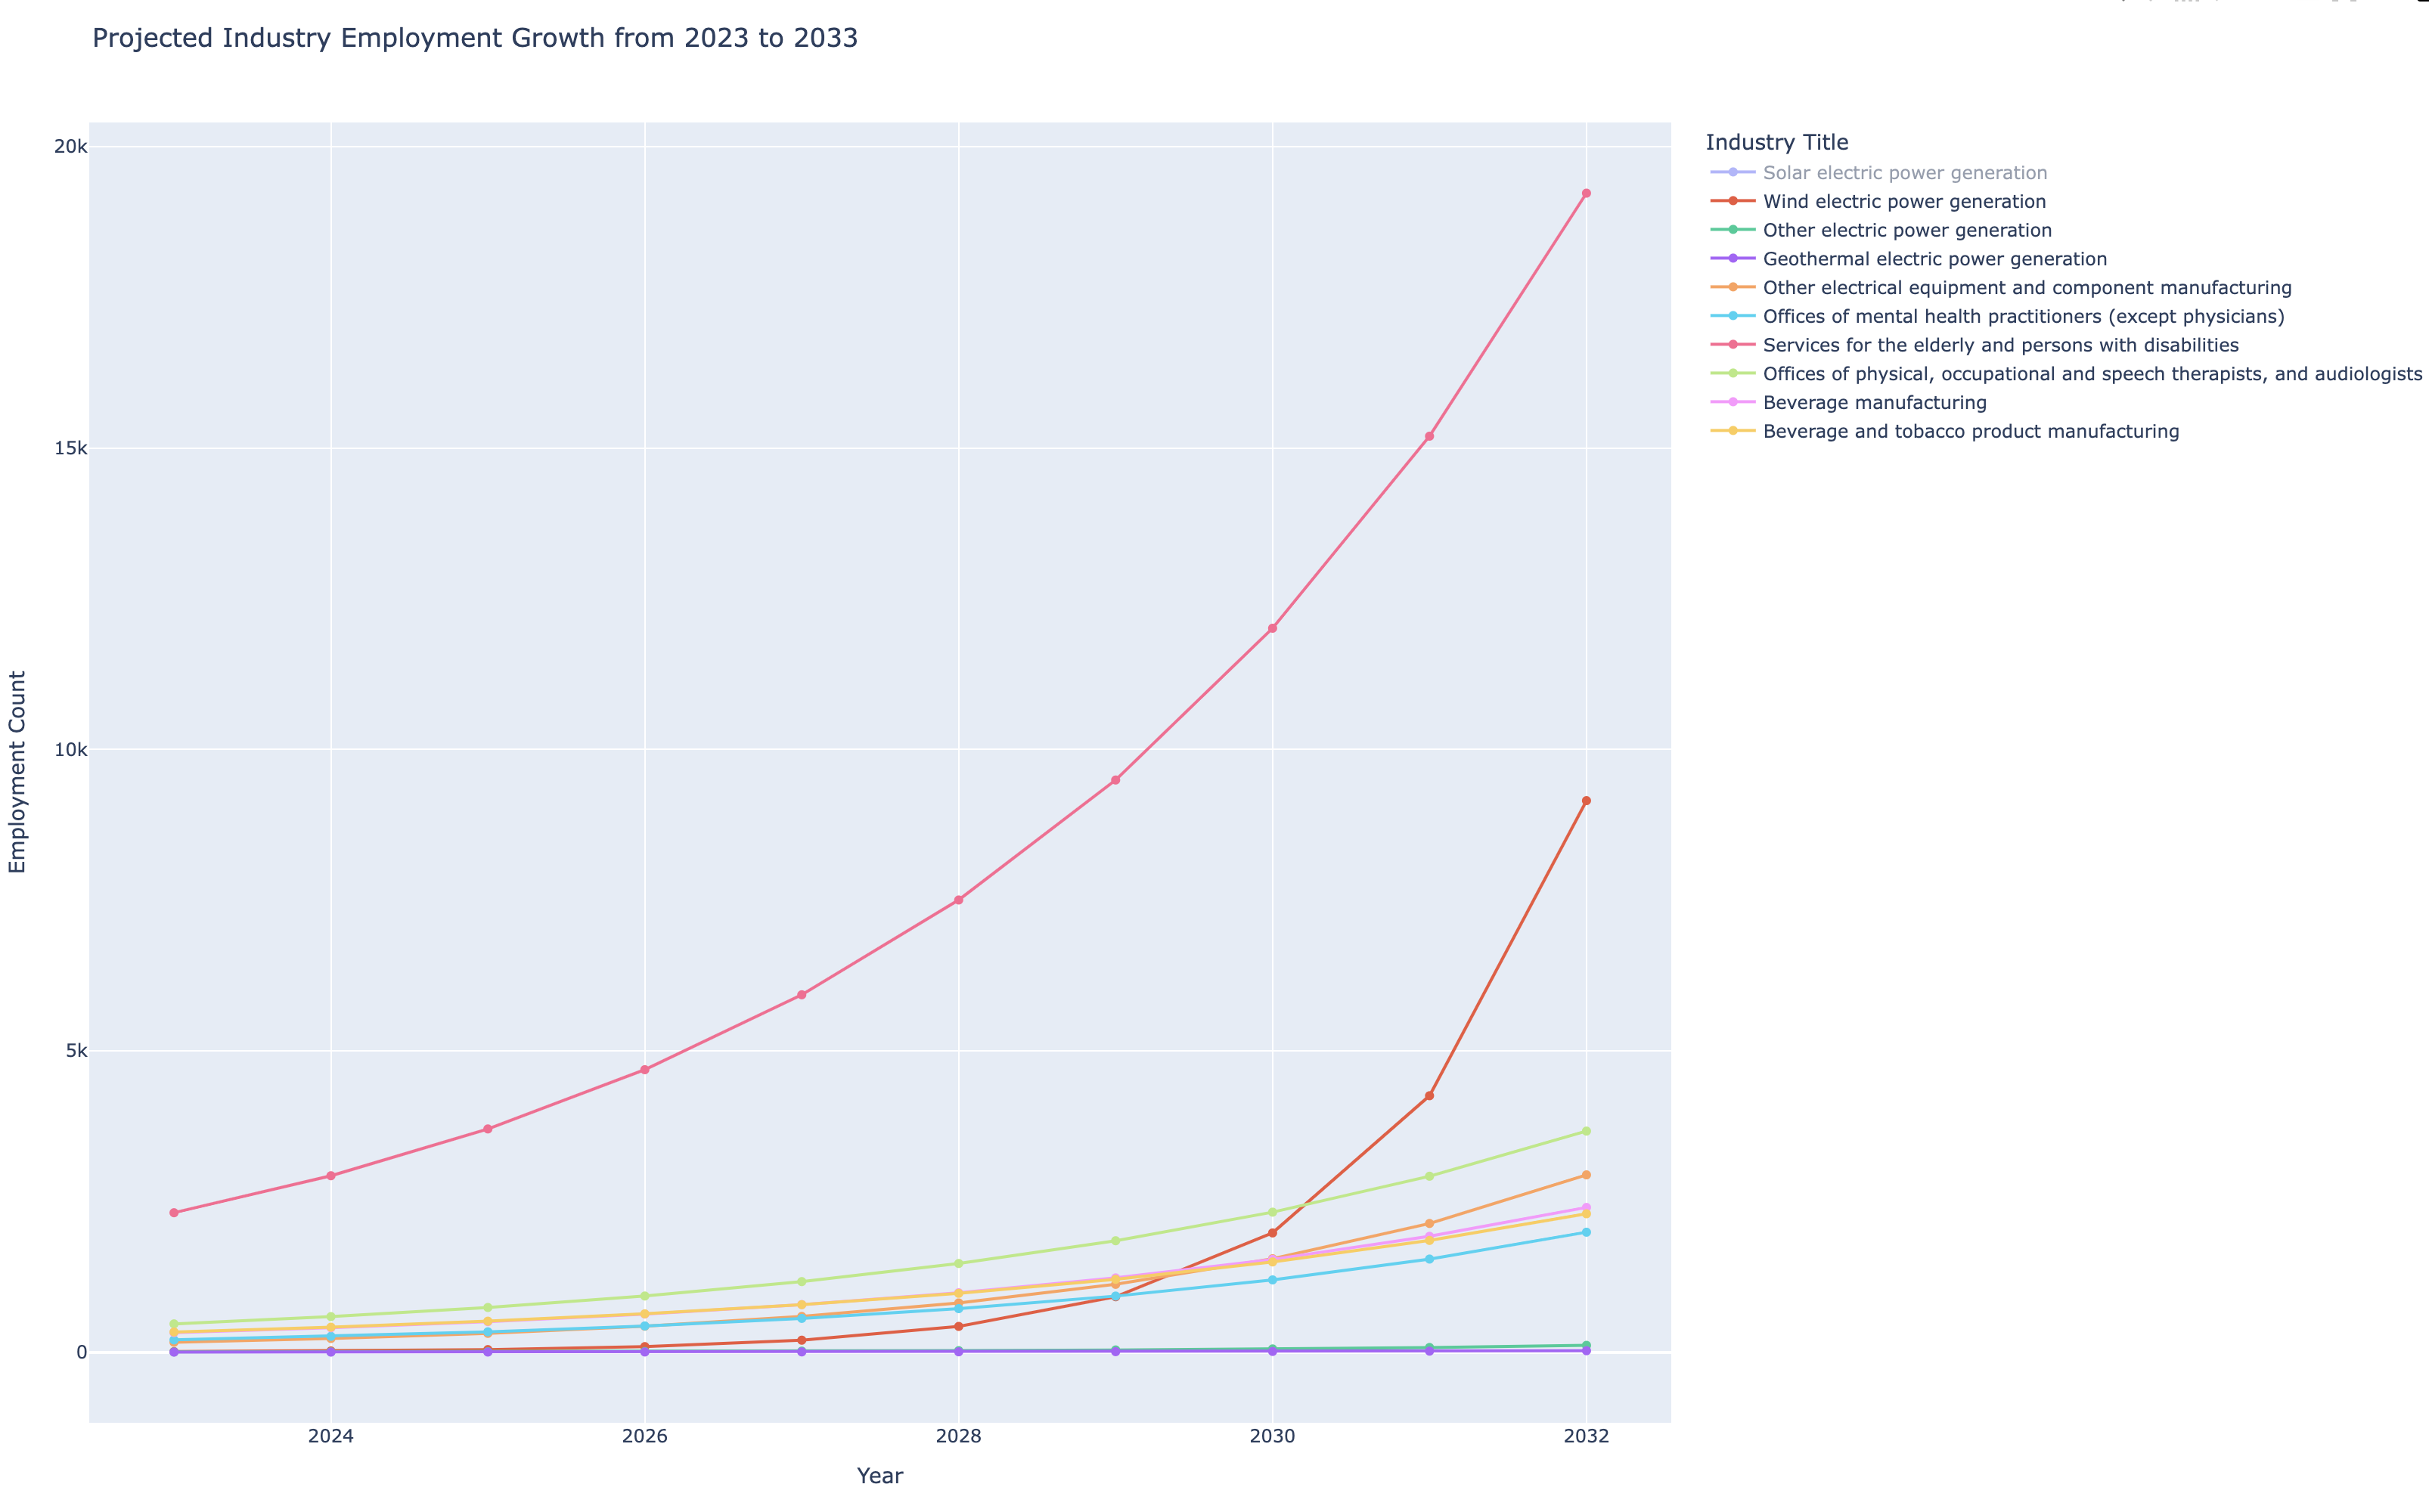 Projected Industry Employment Growth from 2023 to 2033
Employment Count
20k
15k
10k
5k
0
2024
2026
2028
2030
2032
Year
Industry Title
Solar electric power generation
Wind electric power generation
Other electric power generation
Geothermal electric power generation
Other electrical equipment and component manufacturing
Offices of mental health practitioners (except physicians)
Services for the elderly and persons with disabilities
Offices of physical, occupational and speech therapists, and audiologists
Beverage manufacturing
Beverage and tobacco product manufacturing